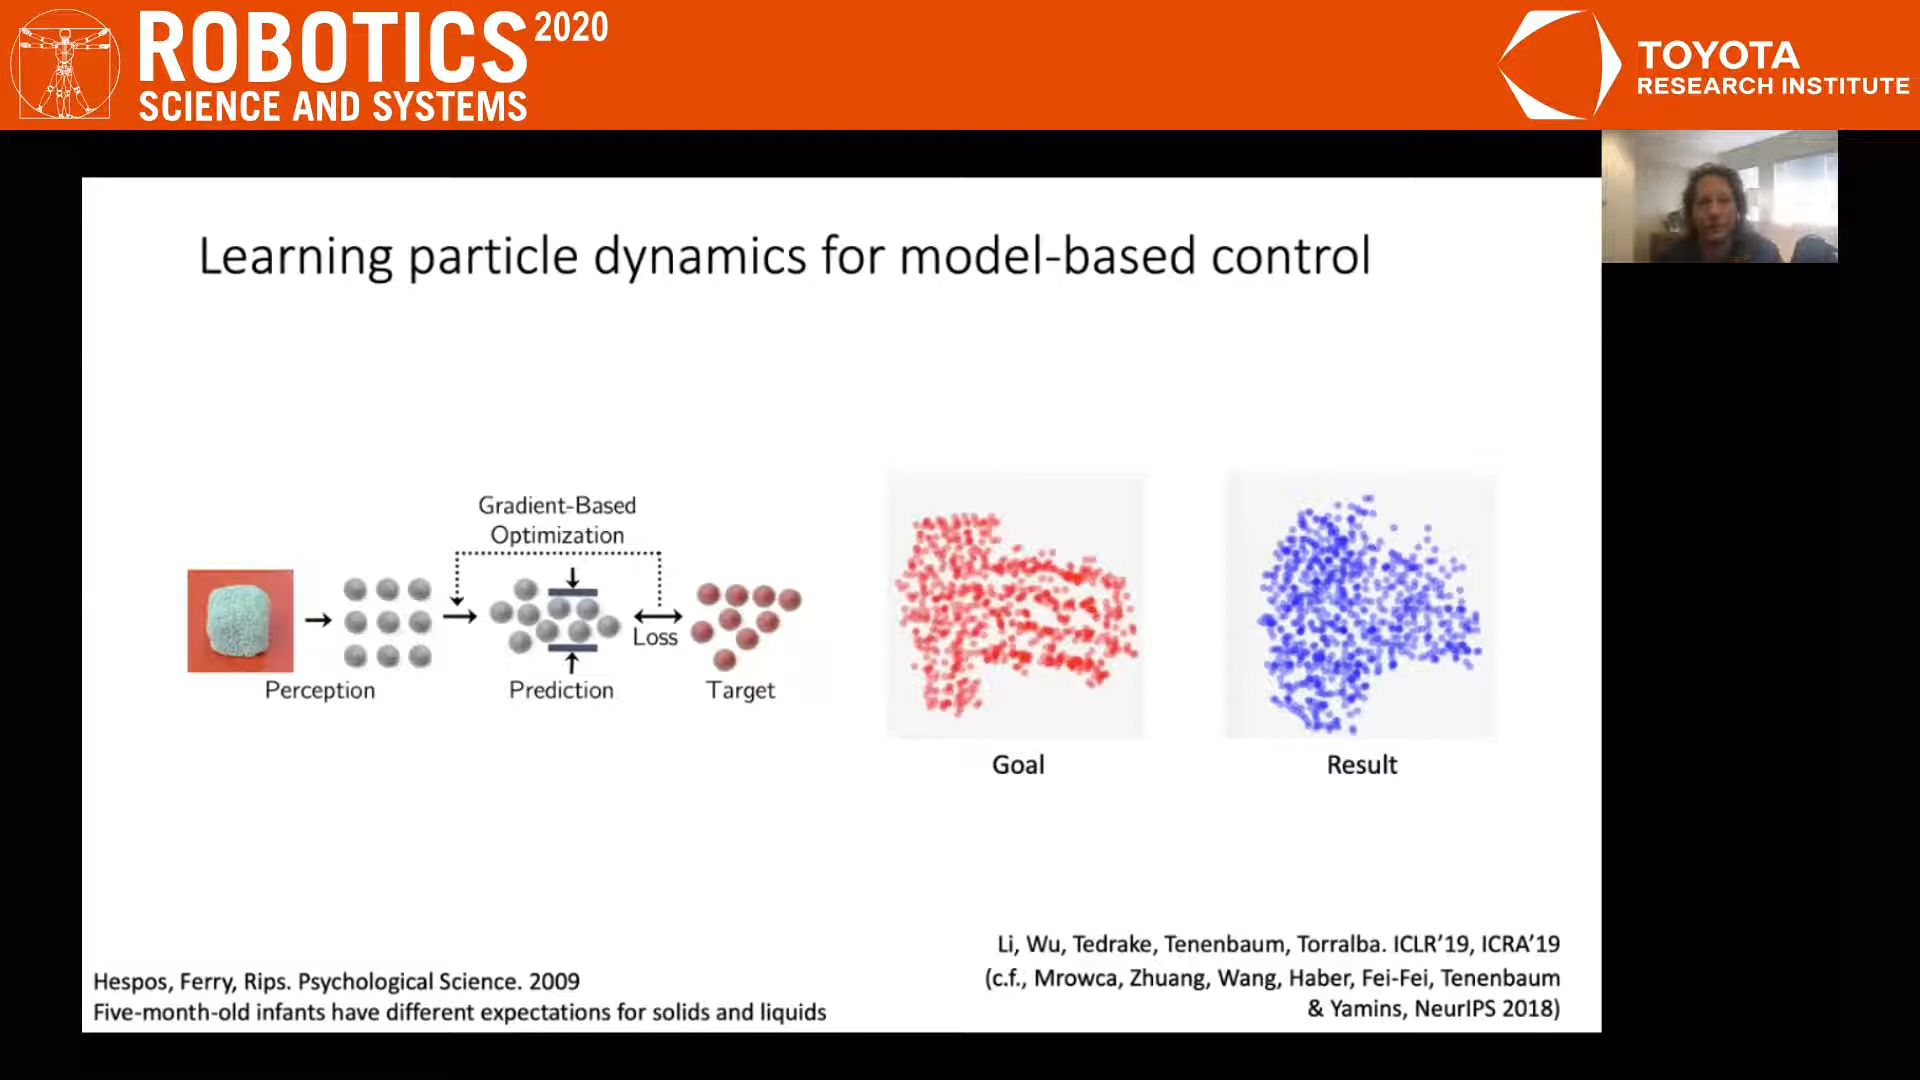 ROBOTICS 2020
SCIENCE AND SYSTEMS
TOYOTA
RESEARCH INSTITUTE
Learning particle dynamics for model-based control
Gradient-Based
Optimization
Loss
Perception
Prediction
Target
Goal
Result
Hespos, Ferry, Rips. Psychological Science. 2009
Five-month-old infants have different expectations for solids and liquids
Li, Wu, Tedrake, Tenenbaum, Torralba. ICLR'19, ICRA'19
(c.f., Mrowca, Zhuang, Wang, Haber, Fei-Fei, Tenenbaum
& Yamins, NeurIPS 2018)